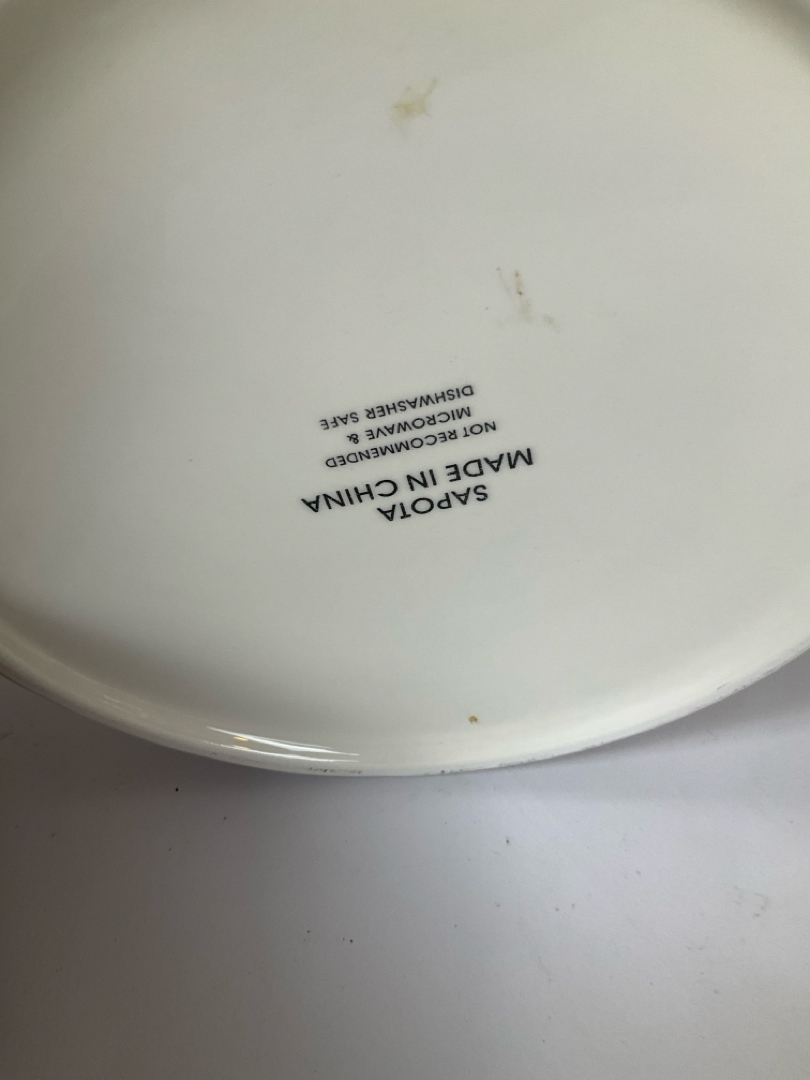 SAPOTA
MADE IN CHINA
NOT RECOMMENDED
MICROWAVE &
DISHWASHER SAFE